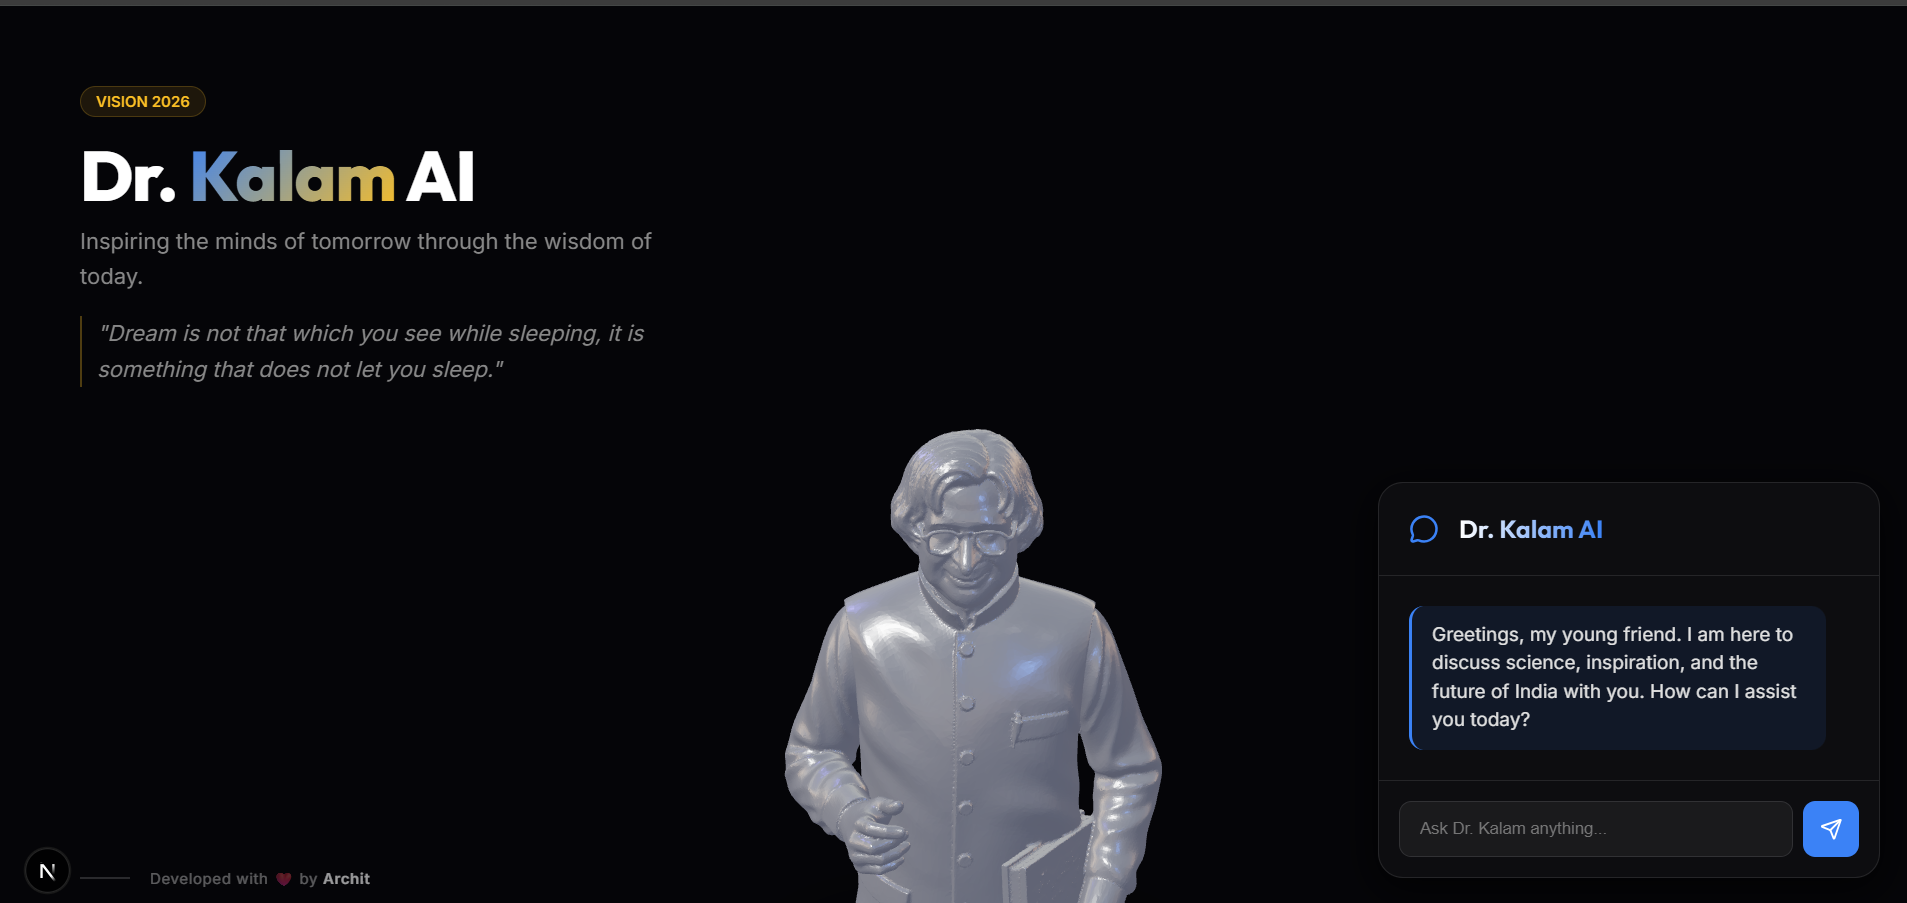 VISION 2026
Dr. Kalam AI
Inspiring the minds of tomorrow through the wisdom of
today.
"Dream is not that which you see while sleeping, it is
something that does not let you sleep."
Dr. Kalam AI
Greetings, my young friend. I am here to
discuss science, inspiration, and the
future of India with you. How can I assist
you today?
Ask Dr. Kalam anything...
N
Developed with ❤️ by Archit